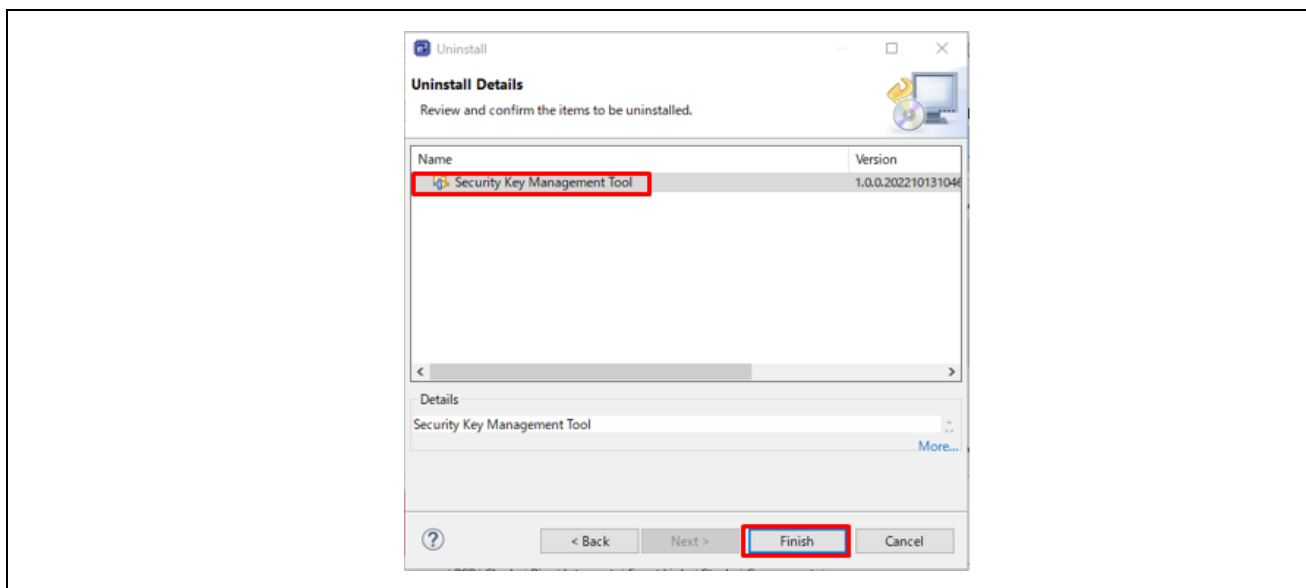 Uninstall
Uninstall Details
Review and confirm the items to be uninstalled.
Name Version
Security Key Management Tool 1.0.0.20221013104
Details
Security Key Management Tool
More...
? < Back Next > Finish Cancel